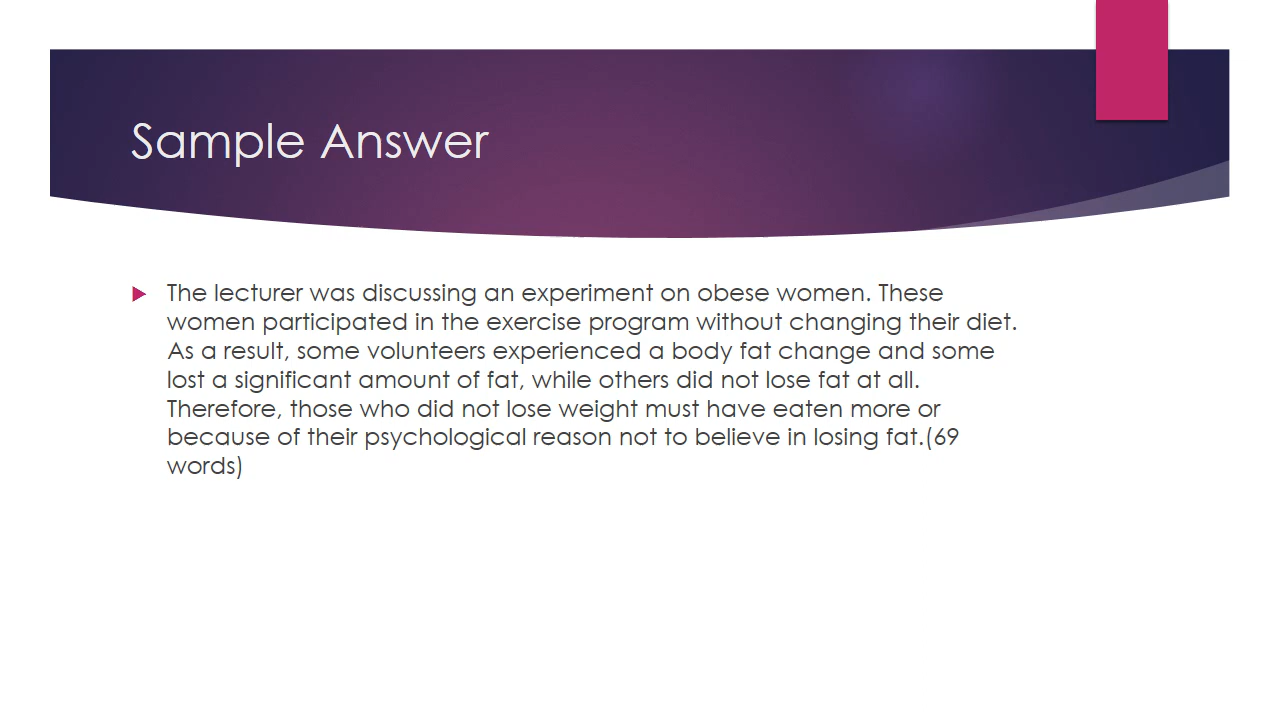 Sample Answer
The lecturer was discussing an experiment on obese women. These
women participated in the exercise program without changing their diet.
As a result, some volunteers experienced a body fat change and some
lost a significant amount of fat, while others did not lose fat at all.
Therefore, those who did not lose weight must have eaten more or
because of their psychological reason not to believe in losing fat.(69
words)